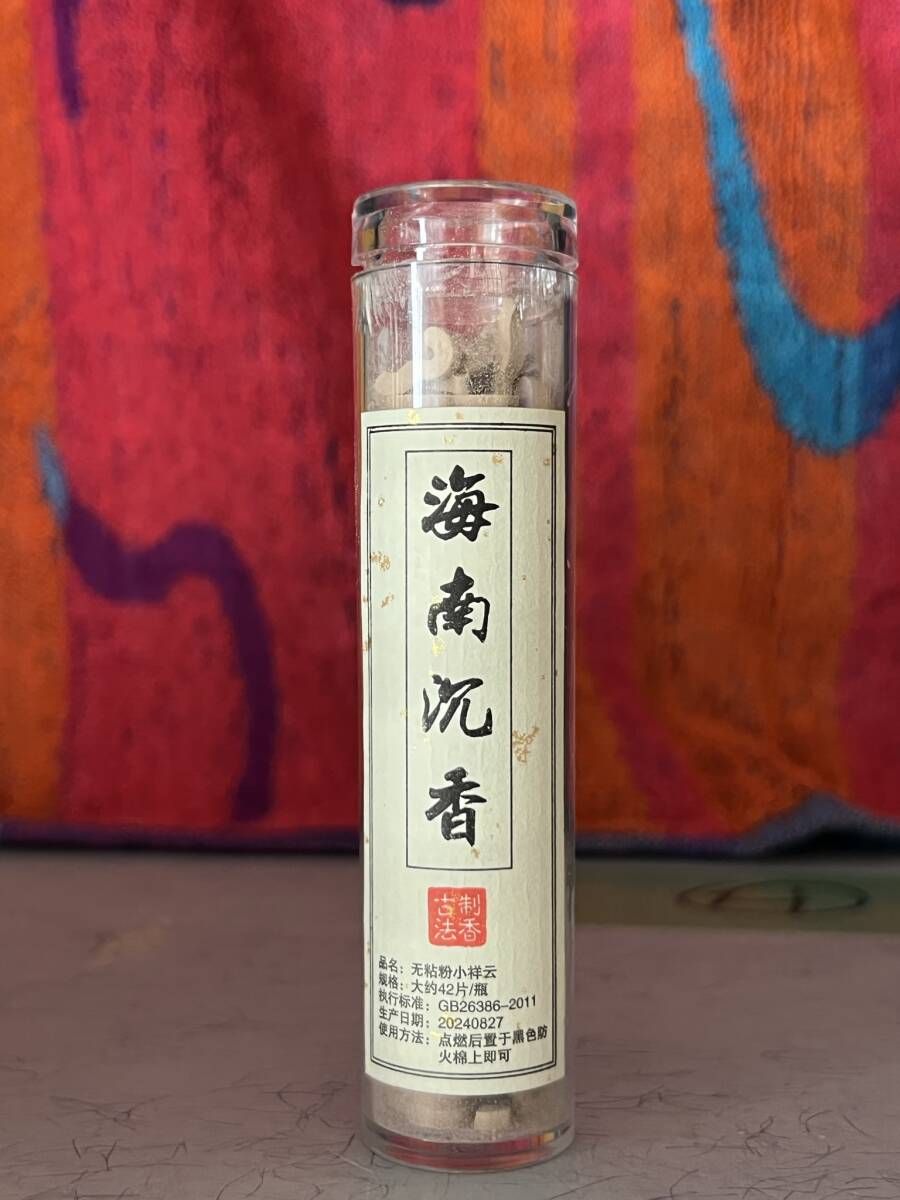 海南沉香
古制
法香
品名：无粘粉小祥云
规格：大约42片/瓶
执行标准：GB26386-2011
生产日期：20240827
使用方法：点燃后置于黑色防
火棉上即可